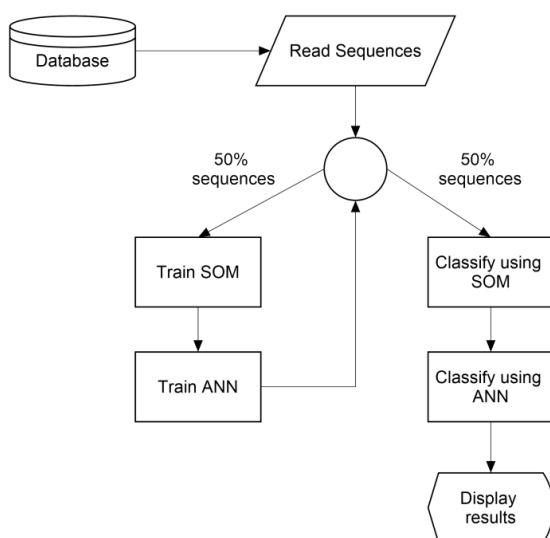 Database
Read Sequences
50%
sequences
50%
sequences
Train SOM
Classify using
SOM
Train ANN
Classify using
ANN
Display
results